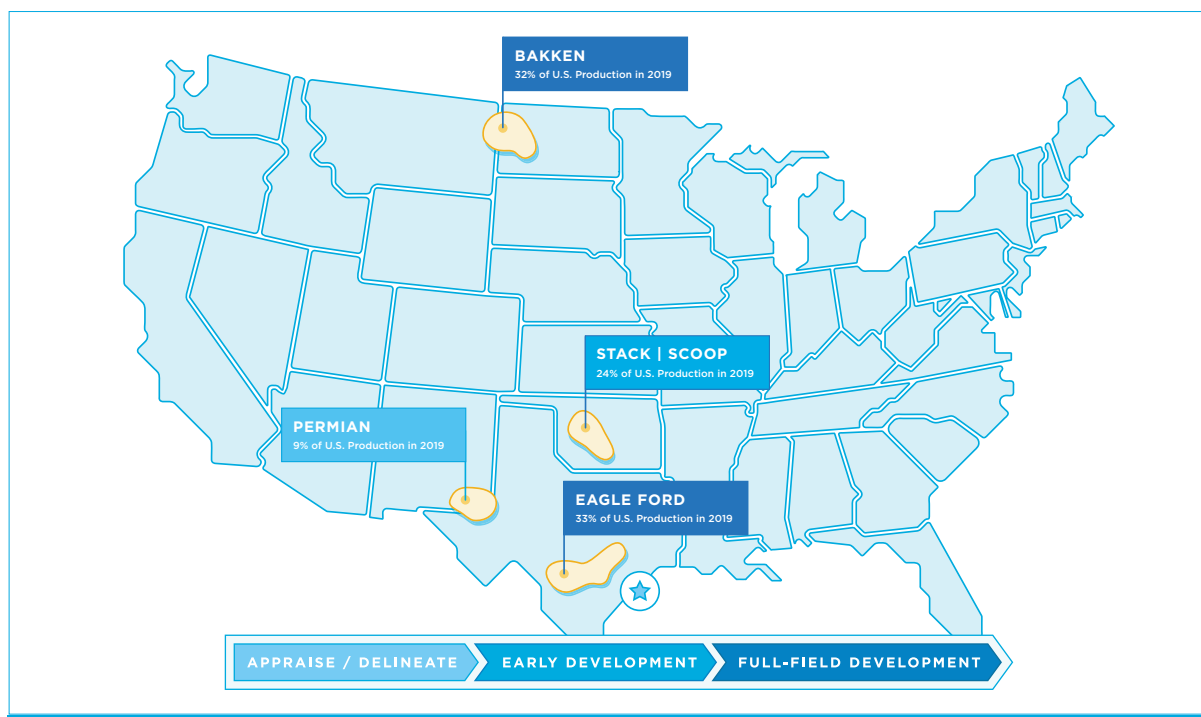 BAKKEN
32% of U.S. Production in 2019
STACK | SCOOP
24% of U.S. Production in 2019
PERMIAN
9% of U.S. Production in 2019
EAGLE FORD
33% of U.S. Production in 2019
APPRAISE / DELINEATE
EARLY DEVELOPMENT
FULL-FIELD DEVELOPMENT